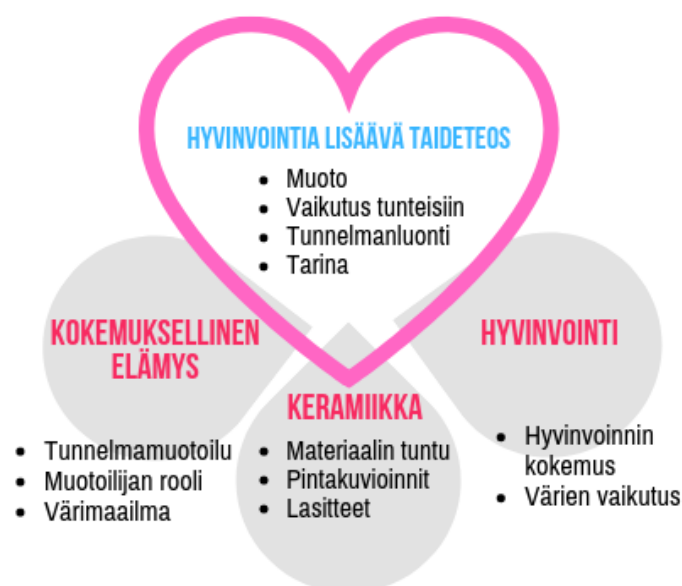 HYVINVOINTIA LISÄÄVÄ TAIDETEOS
• Muoto
• Vaikutus tunteisiin
• Tunnelmanluonti
• Tarina
KOKEMUKSELLINEN
ELÄMYS
• Tunnelmamuotoilu
• Muotoilijan rooli
• Värimaailma
KERAMIIKKA
• Materiaalin tuntu
• Pintakuvioinnit
• Lasitteet
HYVINVOINTI
• Hyvinvoinnin
kokemus
• Värien vaikutus